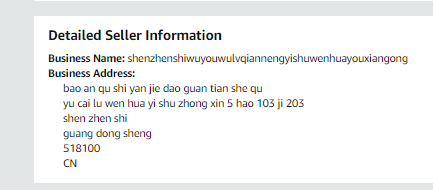 Detailed Seller Information
Business Name: shenzhenshiwuyouwulvqiannengyishuwenhuayouxiangong
Business Address:
bao an qu shi yan jie dao guan tian she qu
yu cai lu wen hua yi shu zhong xin 5 hao 103 ji 203
shen zhen shi
guang dong sheng
518100
CN